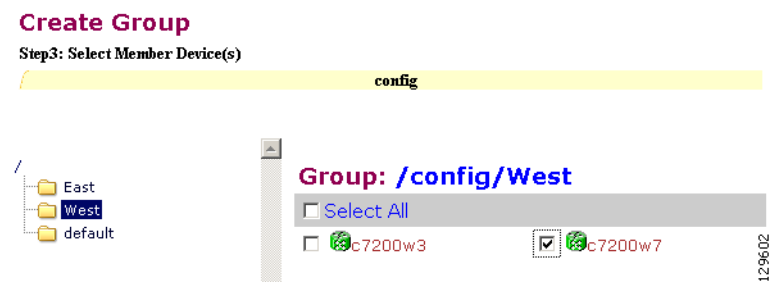 Create Group
Step3: Select Member Device(s)
config
/
East
West
default
Group: /config/West
Select All
c7200w3
c7200w7
129602